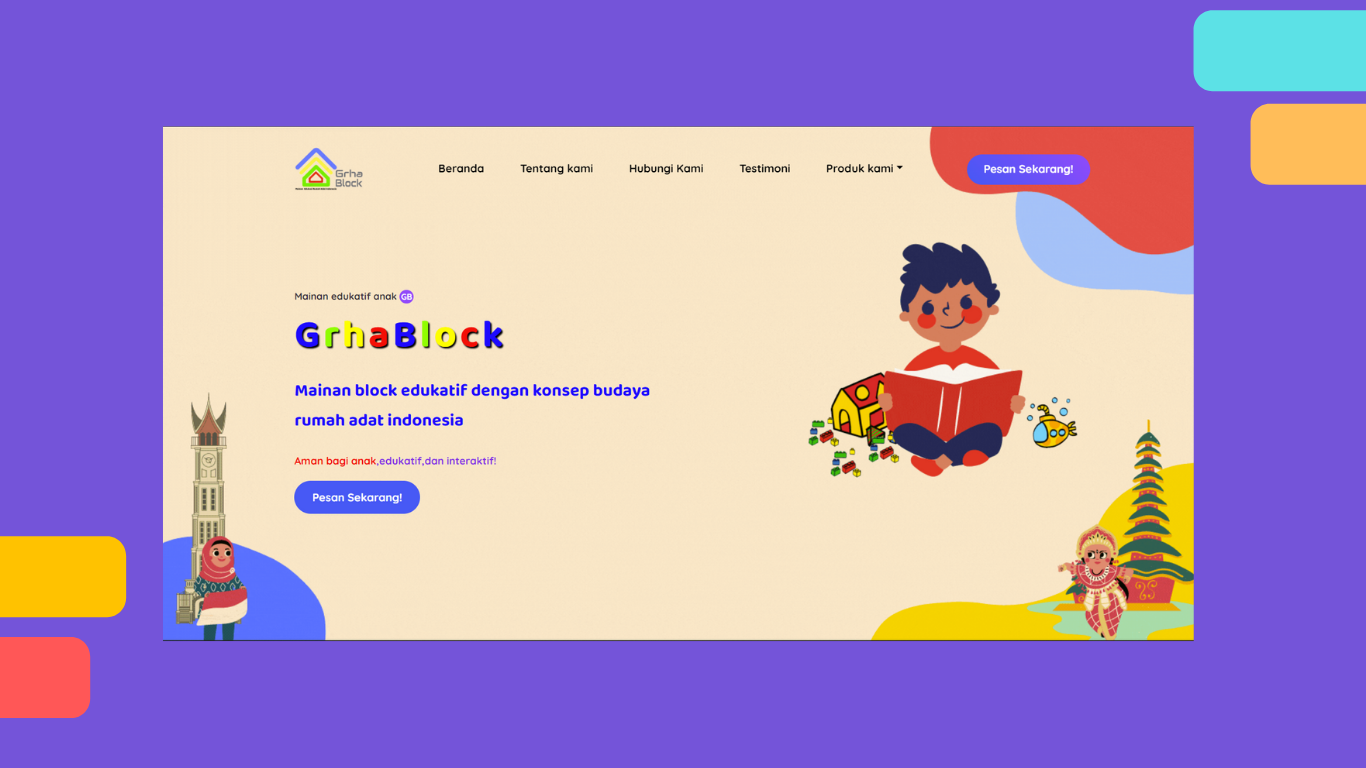 Grha
Block
Beranda
Tentang kami
Hubungi Kami
Testimoni
Produk kami
Pesan Sekarang!
Mainan edukatif anak GB
GrhaBlock
Mainan block edukatif dengan konsep budaya
rumah adat indonesia
Aman bagi anak,edukatif,dan interaktif!
Pesan Sekarang!